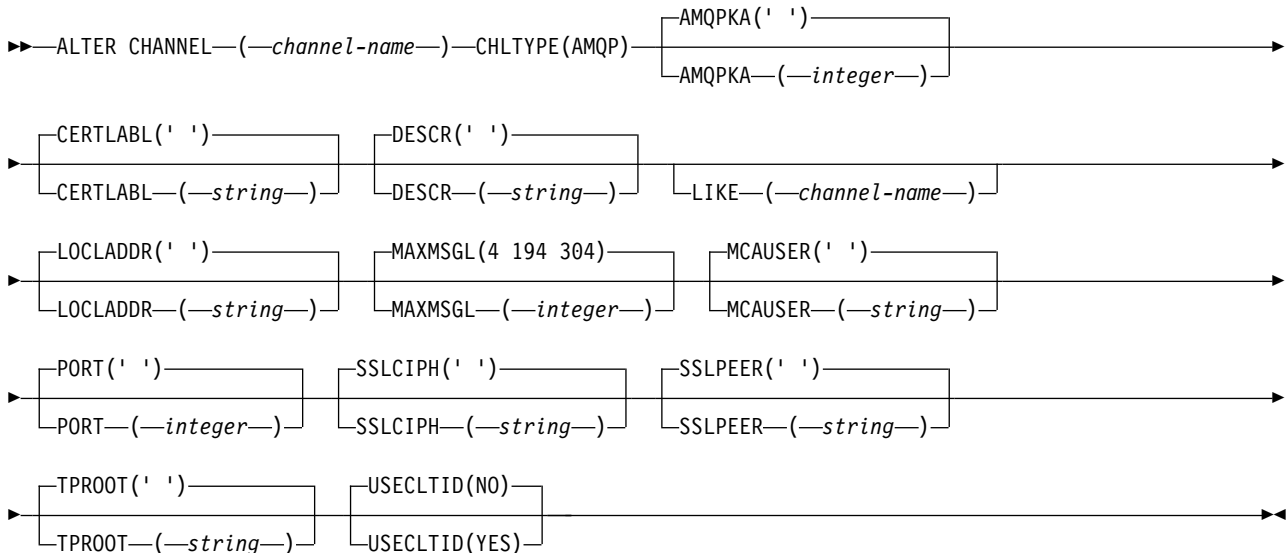 AMQPKA(' ')
ALTER CHANNEL ( channel-name ) CHLTYPE(AMQP)
AMQPKA ( integer )
CERTLABL(' ') DESCR(' ')
CERTLABL ( string ) DESCR ( string ) LIKE ( channel-name )
LOCLADDR(' ') MAXMSGL(4 194 304) MCAUSER(' ')
LOCLADDR ( string ) MAXMSGL ( integer ) MCAUSER ( string )
PORT(' ') SSLCIPH(' ') SSLPEER(' ')
PORT ( integer ) SSLCIPH ( string ) SSLPEER ( string )
TPROOT(' ') USECLTID(NO)
TPROOT ( string ) USECLTID(YES)